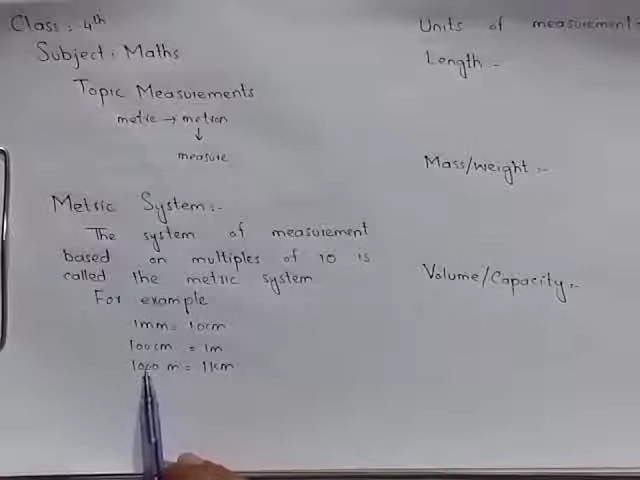 Class: 4th
Subject: Maths
Topic Measurements
metric → metron
↓
measure
Metric System:-
The system of measurement
based on multiples of 10 is
called the metric system
For example
1mm = 10cm
100cm = 1m
1000 m = 1km
Units of measurement:
Length:-
Mass/weight:-
Volume/Capacity:-